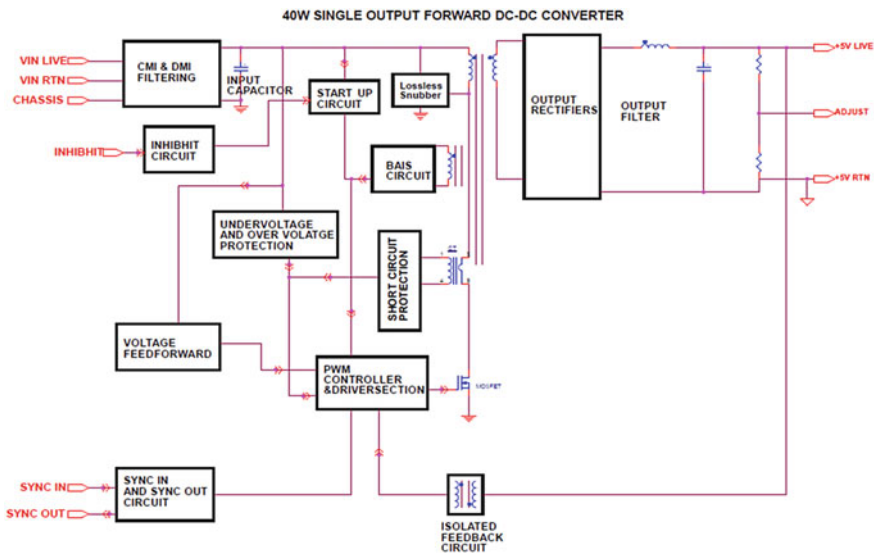 40W SINGLE OUTPUT FORWARD DC-DC CONVERTER
VIN LIVE
VIN RTN
CHASSIS
CMI & DMI
FILTERING
INPUT
CAPACITOR
START UP
CIRCUIT
Lossless
Snubber
OUTPUT
RECTIFIERS
OUTPUT
FILTER
+5V LIVE
ADJUST
+5V RTN
INHIBHIT
INHIBHIT
CIRCUIT
BAIS
CIRCUIT
UNDERVOLTAGE
AND OVER VOLATGE
PROTECTION
SHORT CIRCUIT
PROTECTION
VOLTAGE
FEEDFORWARD
PWM
CONTROLLER
&DRIVERSECTION
MOSFET
SYNC IN
SYNC OUT
SYNC IN
AND SYNC OUT
CIRCUIT
ISOLATED
FEEDBACK
CIRCUIT